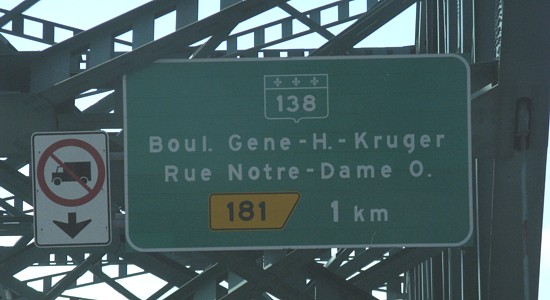 138
Boul. Gene-H.-Kruger
Rue Notre-Dame O.
181 1 km